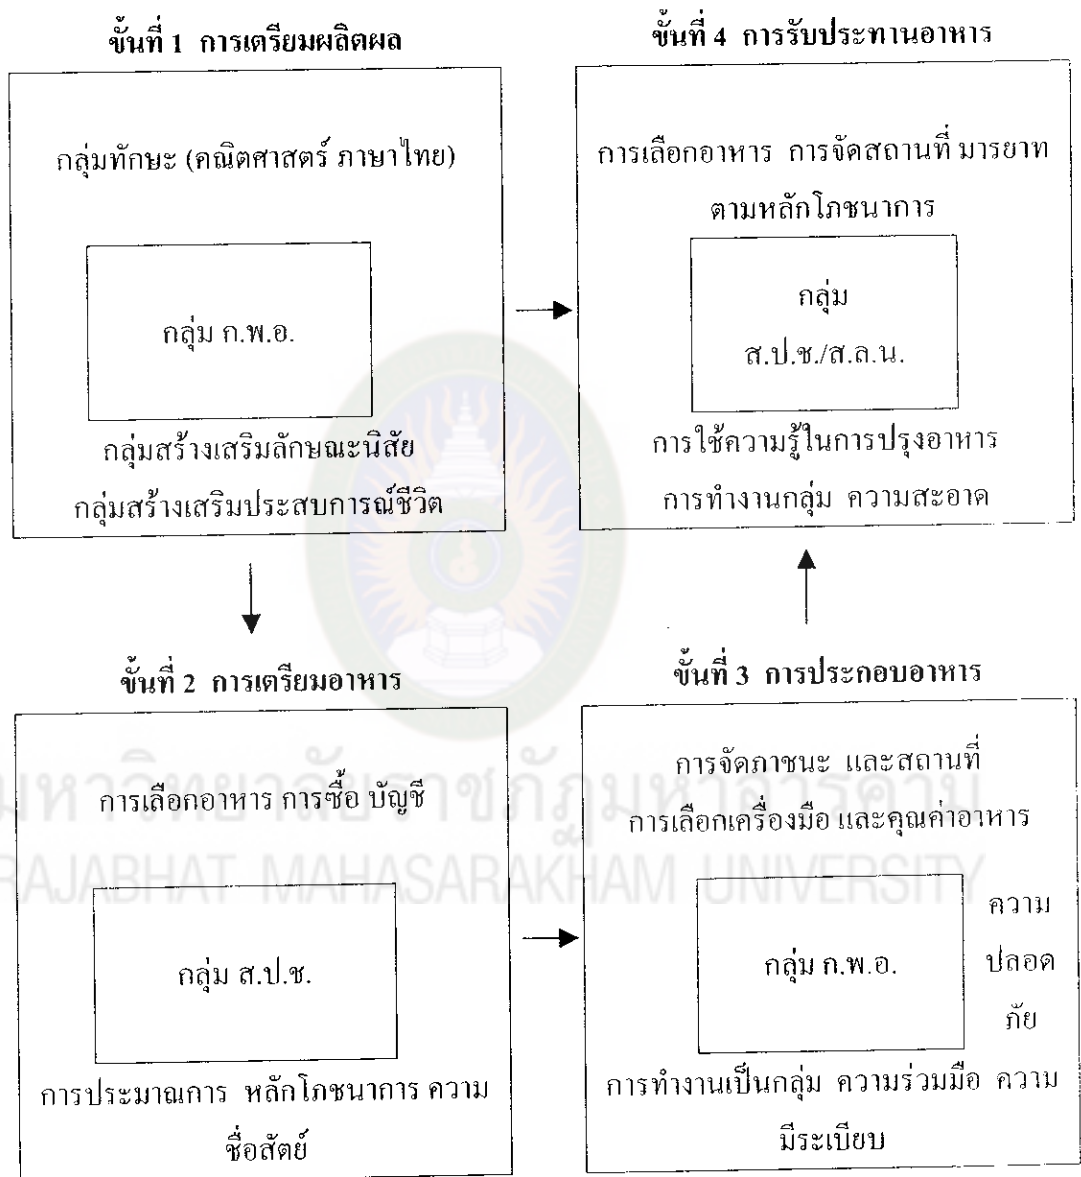 ขั้นที่ 1 การเตรียมผลิตผล
กลุ่มทักษะ (คณิตศาสตร์ ภาษาไทย)
กลุ่ม ก.พ.อ.
กลุ่มสร้างเสริมลักษณะนิสัย
กลุ่มสร้างเสริมประสบการณ์ชีวิต
ขั้นที่ 4 การรับประทานอาหาร
การเลือกอาหาร การจัดสถานที่ มารยาท
ตามหลักโภชนาการ
กลุ่ม
ส.ป.ช./ส.ล.น.
การใช้ความรู้ในการปรุงอาหาร
การทำงานกลุ่ม ความสะอาด
ขั้นที่ 2 การเตรียมอาหาร
การเลือกอาหาร การซื้อ บัญชี
กลุ่ม ส.ป.ช.
การประมาณการ หลักโภชนาการ ความ
ซื่อสัตย์
ขั้นที่ 3 การประกอบอาหาร
การจัดภาชนะ และสถานที่
การเลือกเครื่องมือ และคุณค่าอาหาร
กลุ่ม ก.พ.อ.
ความ
ปลอด
ภัย
การทำงานเป็นกลุ่ม ความร่วมมือ ความ
มีระเบียบ
มหาวิทยาลัยราชภัฏมหาสารคาม
RAJABHAT MAHASARAKHAM UNIVERSITY